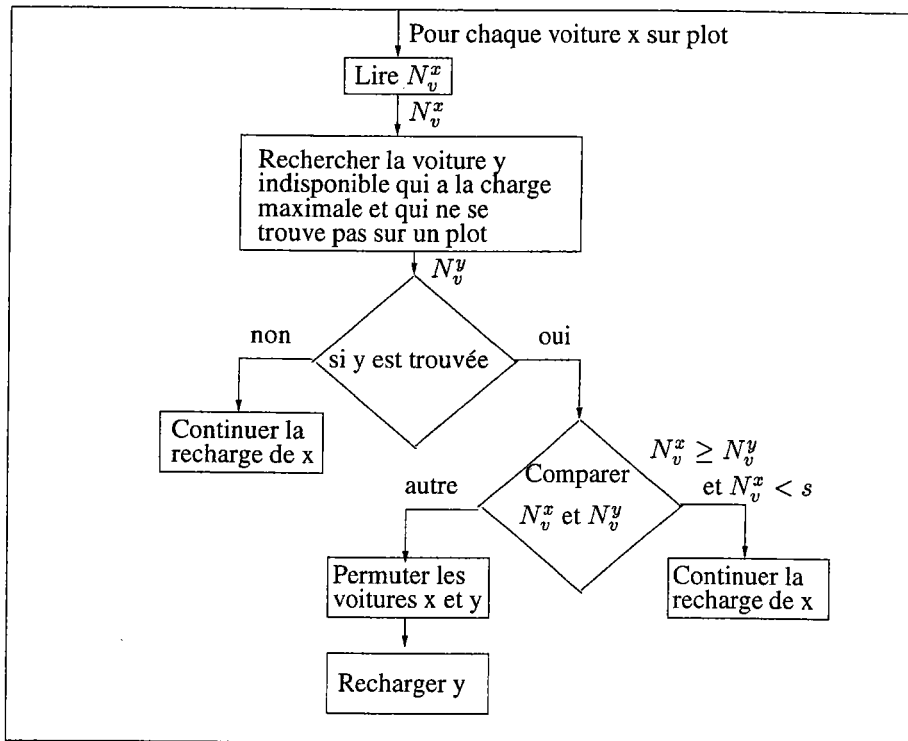 Pour chaque voiture x sur plot
Lire $N_v^x$
$N_v^x$
Rechercher la voiture y
indisponible qui a la charge
maximale et qui ne se
trouve pas sur un plot
$N_v^y$
non
oui
si y est trouvée
Continuer la
recharge de x
$N_v^x \geq N_v^y$
et $N_v^x < s$
autre
Comparer
$N_v^x$ et $N_v^y$
Permuter les
voitures x et y
Continuer la
recharge de x
Recharger y